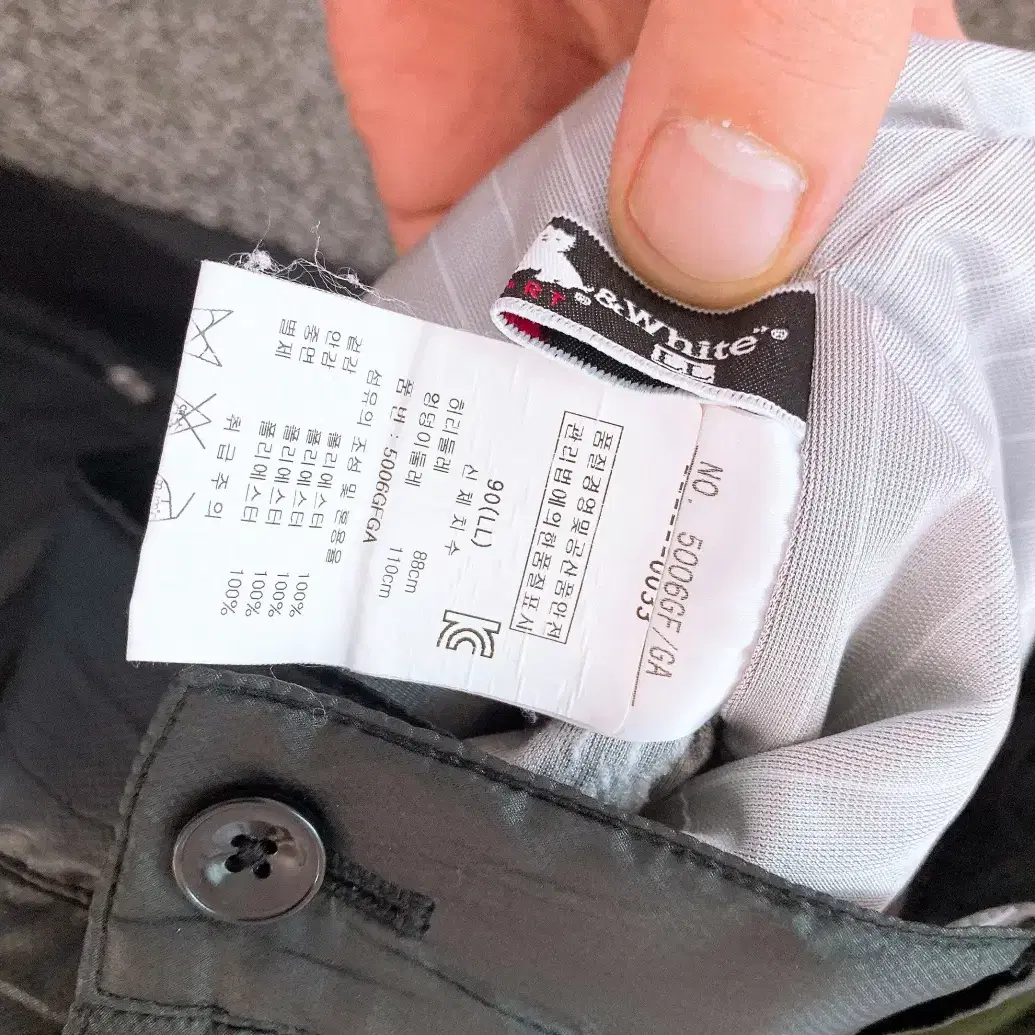 ART® & White"®
LL
NO. 5006GF/GA
0033
품질경영및공산품안전
관리법에의한품질표시
90(LL)
신 체 치 수
허리둘레 88cm
엉덩이둘레 110cm
품 번 : 5006GFGA
섬유의 조성 및 혼용율
겉감 폴리에스터 100%
안감 폴리에스터 100%
충면 폴리에스터 100%
별제 폴리에스터 100%
취급주의